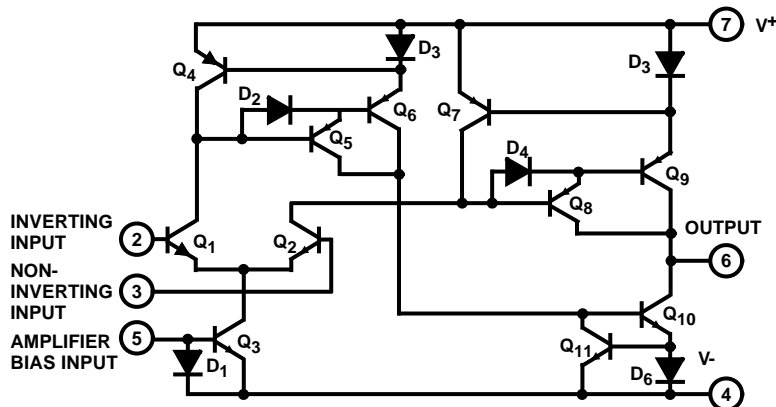 7 V+
D3
D3
Q4
D2
Q6
Q7
Q5
D4
Q9
Q8
INVERTING
INPUT
2
Q1
Q2
OUTPUT
6
NON-
INVERTING
INPUT
3
5
AMPLIFIER
BIAS INPUT
Q3
D1
Q10
Q11
V-
D6
4